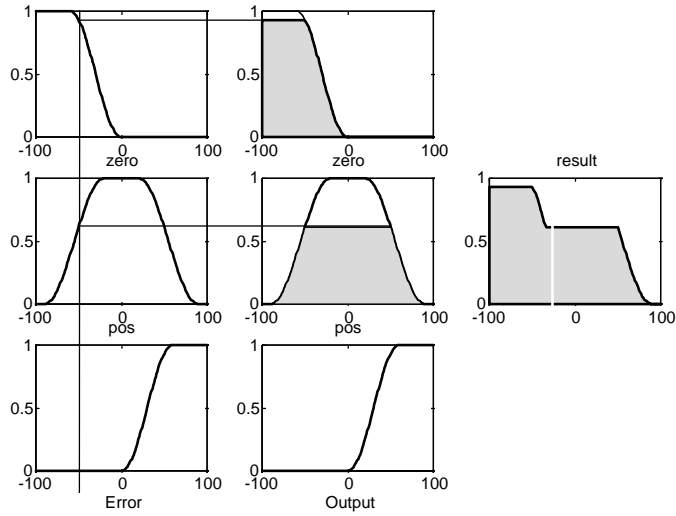 1 1
0.5 0.5
0 0
-100 100 -100 100
zero zero result
1 1 1
0.5 0.5 0.5
0 0 0
-100 0 100 -100 0 100 -100 0 100
pos pos
1 1
0.5 0.5
0 0
-100 0 100 -100 0 100
Error Output